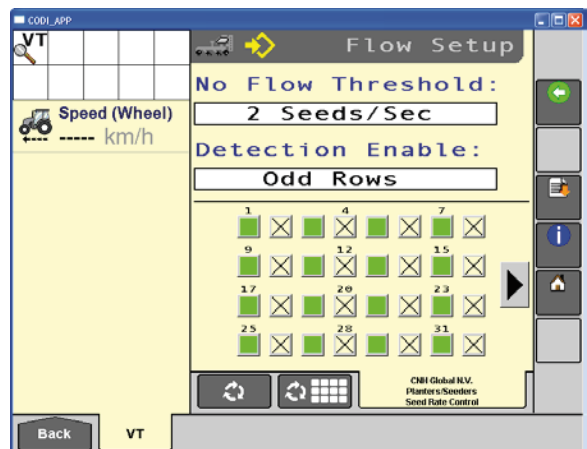 CODI_APP
VT
Flow Setup
Speed (Wheel)
----- km/h
No Flow Threshold:
2 Seeds/Sec
Detection Enable:
Odd Rows
1 4 7
9 12 15
17 20 23
25 28 31
CNH Global N.V.
Planters/Seeders
Seed Rate Control
Back
VT